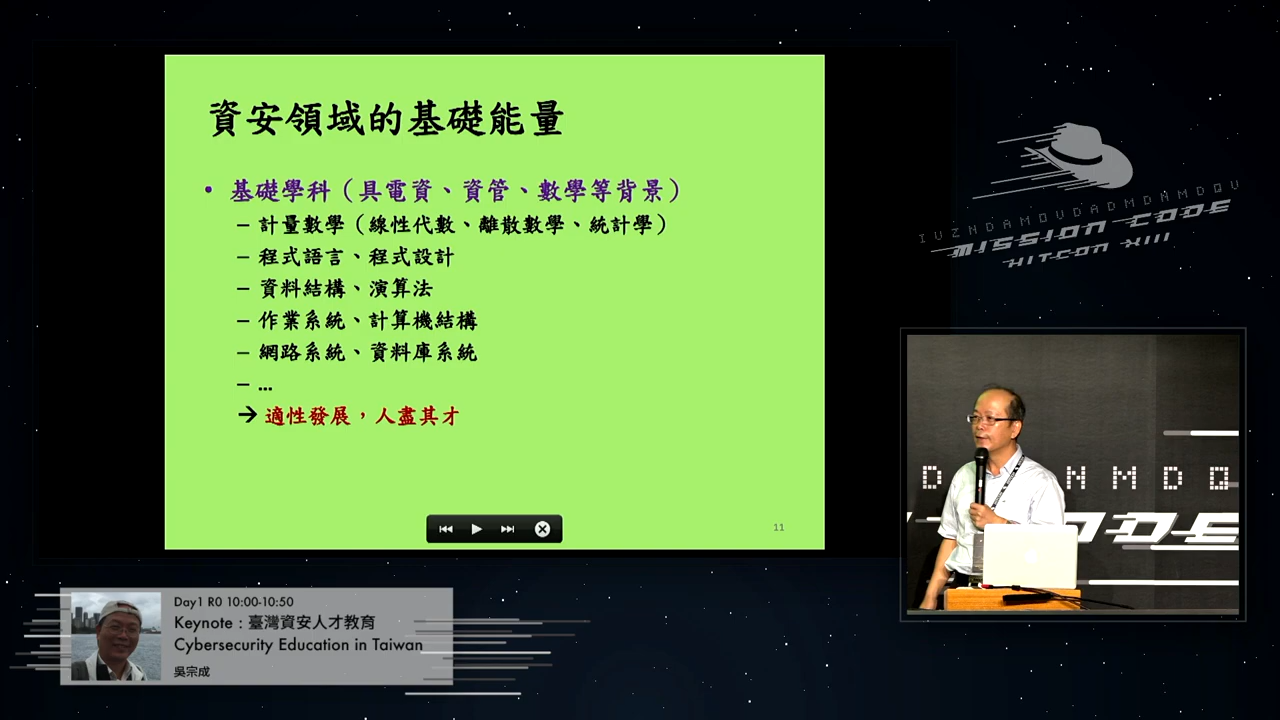 資安領域的基礎能量
• 基礎學科（具電資、資管、數學等背景）
– 計量數學（線性代數、離散數學、統計學）
– 程式語言、程式設計
– 資料結構、演算法
– 作業系統、計算機結構
– 網路系統、資料庫系統
– ...
→ 適性發展，人盡其才
11
IVZNDAMOVDADMDNHMDQV
MISSION CODE
HITCON XIII
D
NMDQ
ODE
Day1 R0 10:00-10:50
Keynote：臺灣資安人才教育
Cybersecurity Education in Taiwan
吳宗成